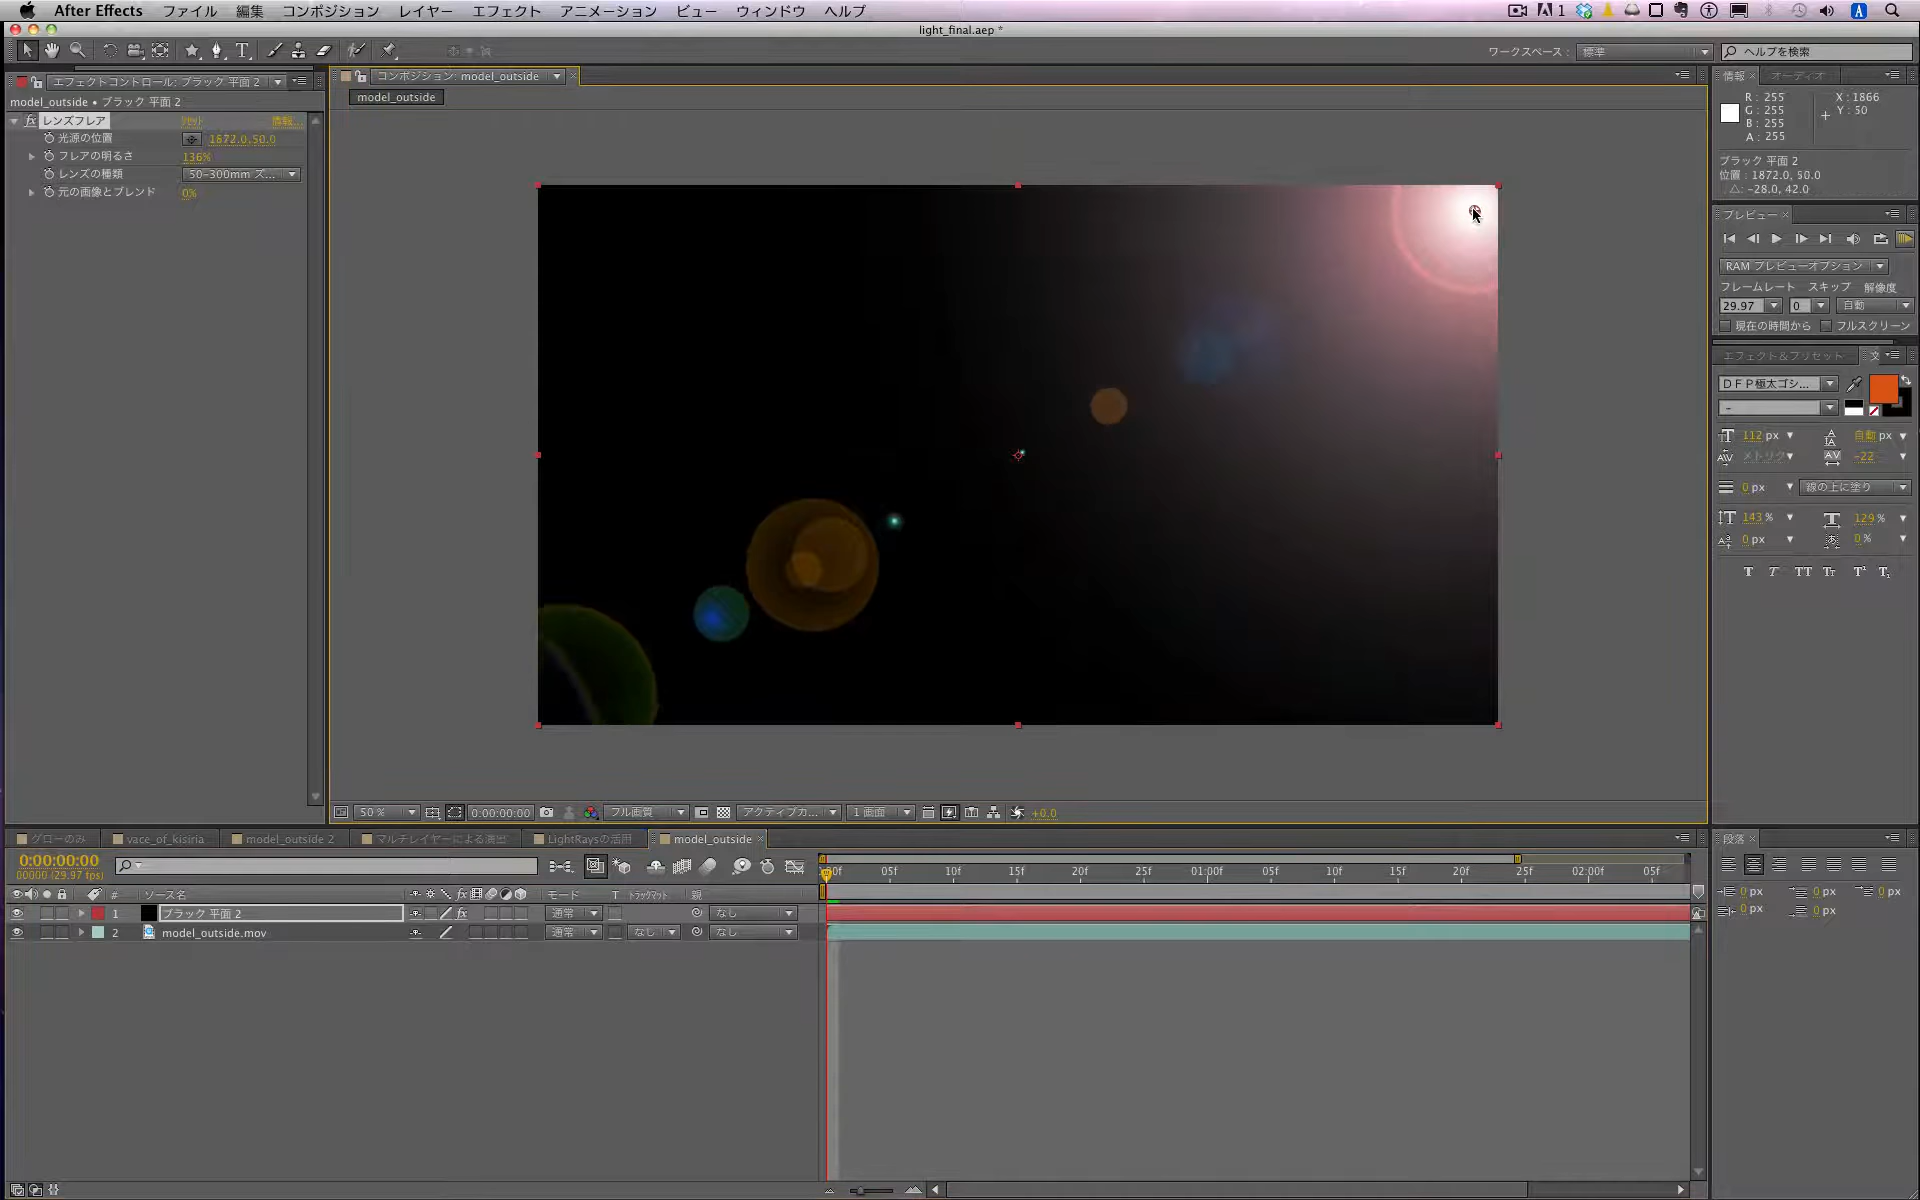 After Effects ファイル 編集 コンポジション レイヤー エフェクト アニメーション ビュー ウィンドウ ヘルプ
1 A
light_final.aep *
ワークスペース : 標準 ヘルプを検索
エフェクトコントロール: ブラック 平面 2
model_outside • ブラック 平面 2
fx レンズフレア リセット 情報...
光源の位置 1872.0, 50.0
フレアの明るさ 136%
レンズの種類 50-300mm ズ...
元の画像とブレンド 0%
コンポジション: model_outside
model_outside
情報 オーディオ
R : 255
G : 255
B : 255
A : 255
X : 1866
Y : 50
ブラック 平面 2
位置 : 1872.0, 50.0
△: -28.0, 42.0
プレビュー
RAM プレビューオプション
フレームレート スキップ 解像度
29.97 0 自動
現在の時間から フルスクリーン
エフェクト＆プリセット 文
ＤＦＰ極太ゴシ...
-
112 px 自動 px
メトリク -22
0 px 線の上に塗り
143 % 129 %
0 px 0 %
T T TT Tt T¹ T₁
50 % 0:00:00:00 フル画質 アクティブカ... 1 画面 +0.0
グローのみ vace_of_kisiria model_outside 2 マルチレイヤーによる演出 LightRaysの活用 model_outside
0:00:00:00
00000 (29.97 fps)
00f 05f 10f 15f 20f 25f 01:00f 05f 10f 15f 20f 25f 02:00f 05f
# ソース名 fx モード T トラックマット 親
1 ブラック 平面 2 fx 通常 なし
2 model_outside.mov 通常 なし なし
段落
0 px 0 px 0 px
0 px 0 px